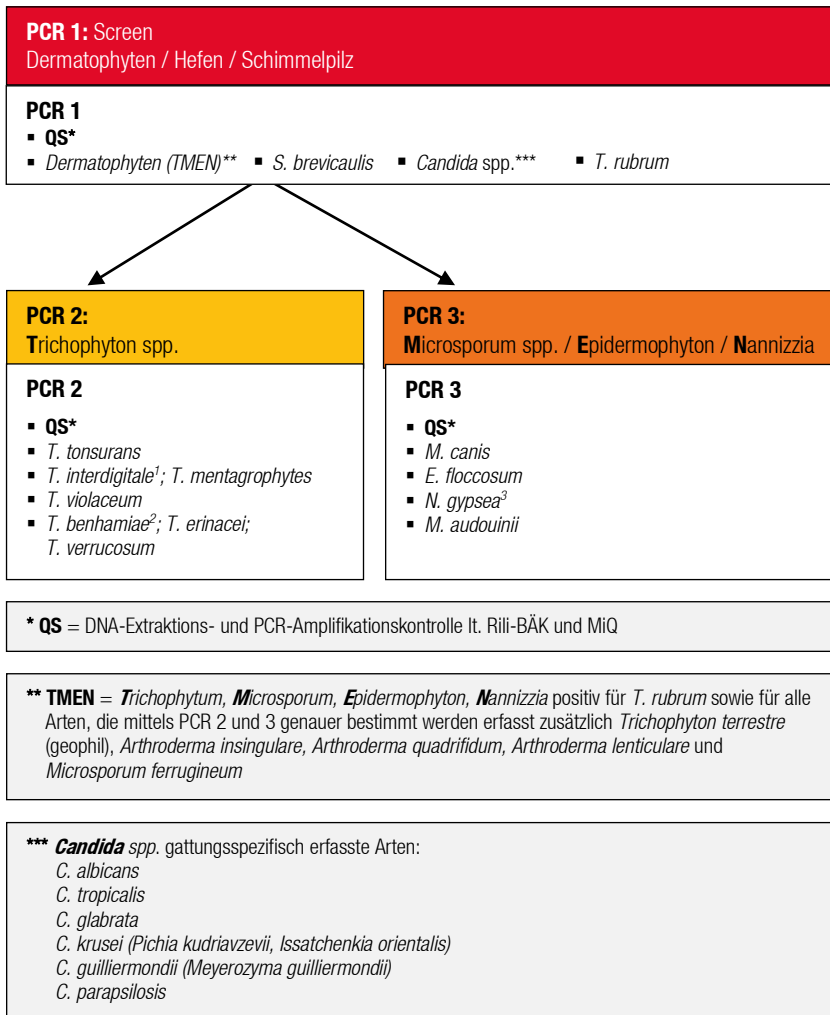 PCR 1: Screen
Dermatophyten / Hefen / Schimmelpilz
PCR 1
▪ QS*
▪ Dermatophyten (TMEN)** ▪ S. brevicaulis ▪ Candida spp.*** ▪ T. rubrum
PCR 2:
Trichophyton spp.
PCR 2
▪ QS*
▪ T. tonsurans
▪ T. interdigitale¹; T. mentagrophytes
▪ T. violaceum
▪ T. benhamiae²; T. erinacei;
T. verrucosum
PCR 3:
Microsporum spp. / Epidermophyton / Nannizzia
PCR 3
▪ QS*
▪ M. canis
▪ E. floccosum
▪ N. gypsea³
▪ M. audouinii
* QS = DNA-Extraktions- und PCR-Amplifikationskontrolle lt. Rili-BÄK und MiQ
** TMEN = Trichophytum, Microsporum, Epidermophyton, Nannizzia positiv für T. rubrum sowie für alle
Arten, die mittels PCR 2 und 3 genauer bestimmt werden erfasst zusätzlich Trichophyton terrestre
(geophil), Arthroderma insingulare, Arthroderma quadrifidum, Arthroderma lenticulare und
Microsporum ferrugineum
*** Candida spp. gattungsspezifisch erfasste Arten:
C. albicans
C. tropicalis
C. glabrata
C. krusei (Pichia kudriavzevii, Issatchenkia orientalis)
C. guilliermondii (Meyerozyma guilliermondii)
C. parapsilosis